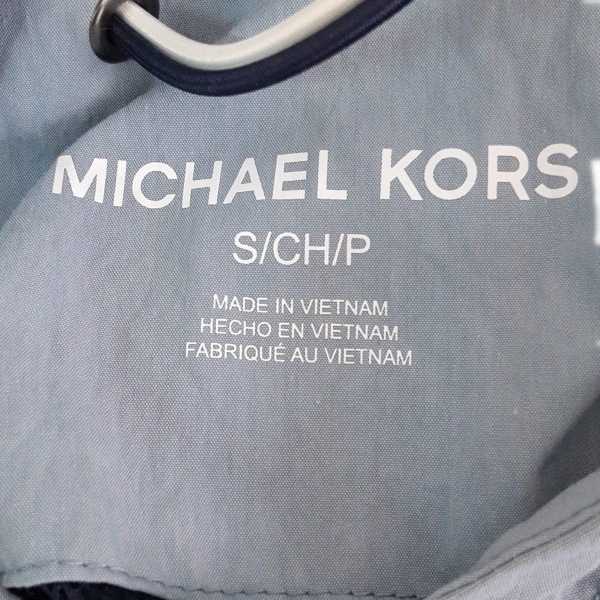 MICHAEL KORS
S/CH/P
MADE IN VIETNAM
HECHO EN VIETNAM
FABRIQUÉ AU VIETNAM